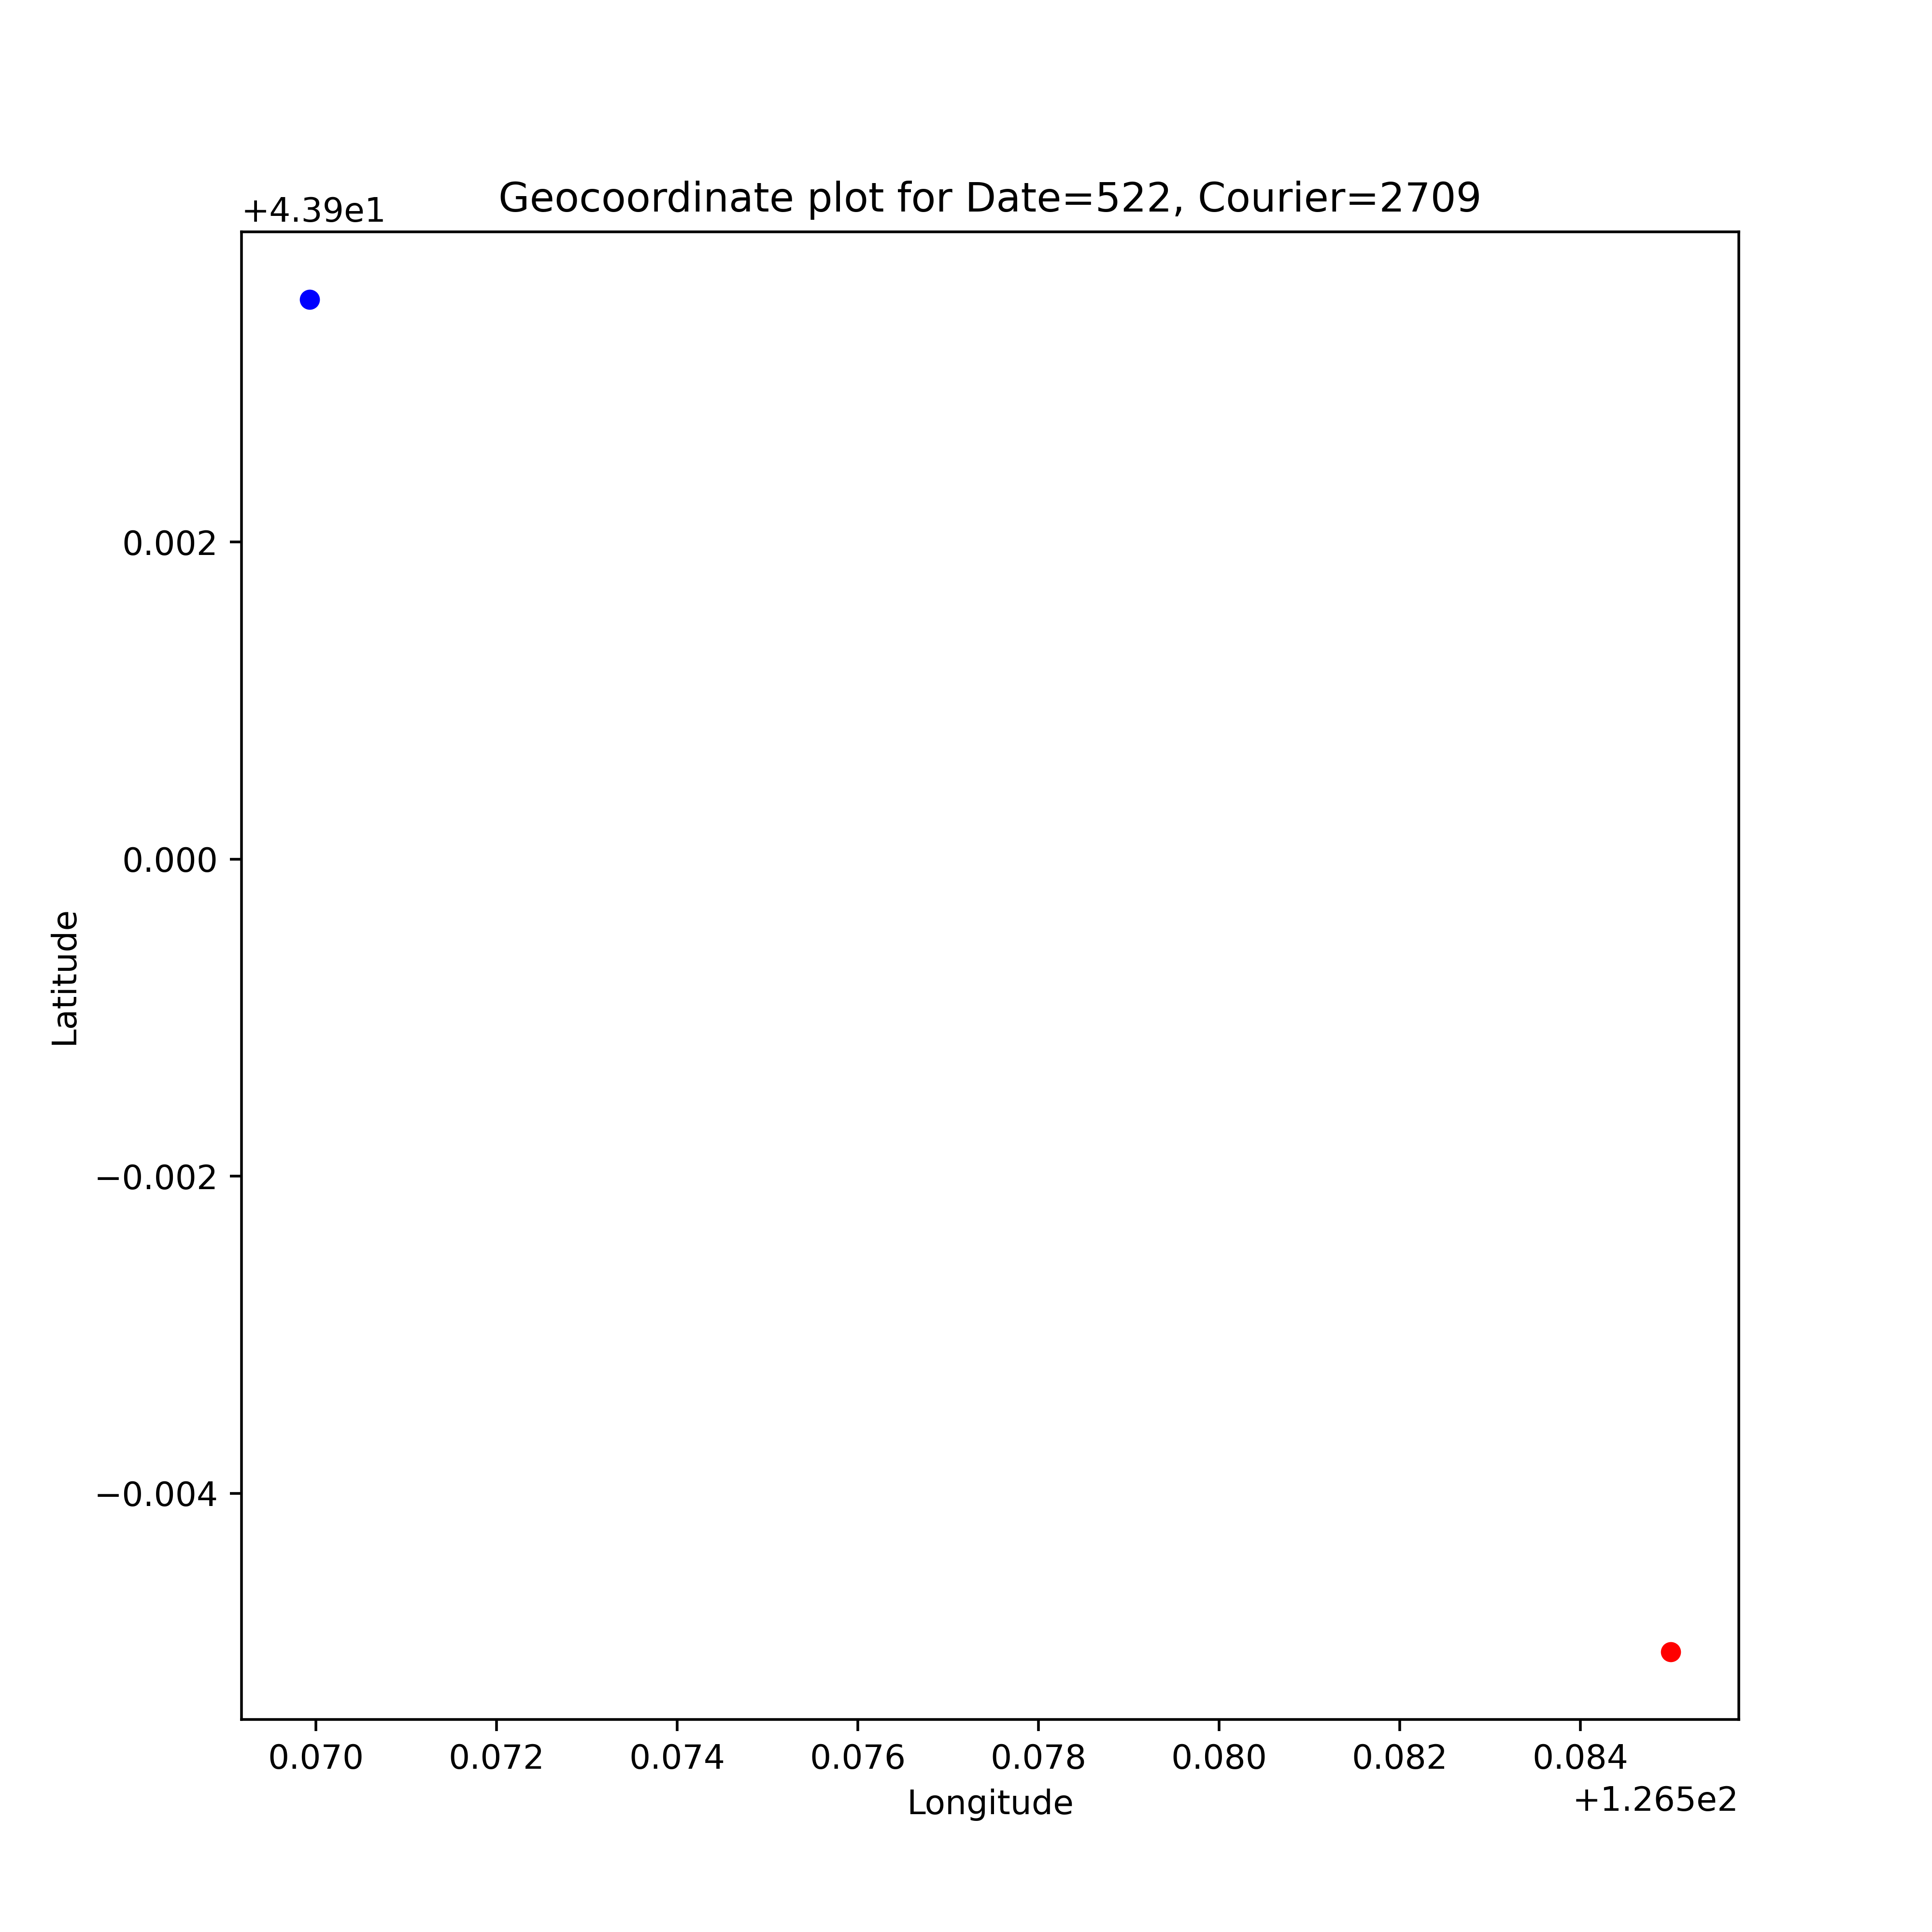 Geocoordinate plot for Date=522, Courier=2709
+4.39e1
0.002
0.000
−0.002
−0.004
Latitude
0.070 0.072 0.074 0.076 0.078 0.080 0.082 0.084
Longitude
+1.265e2